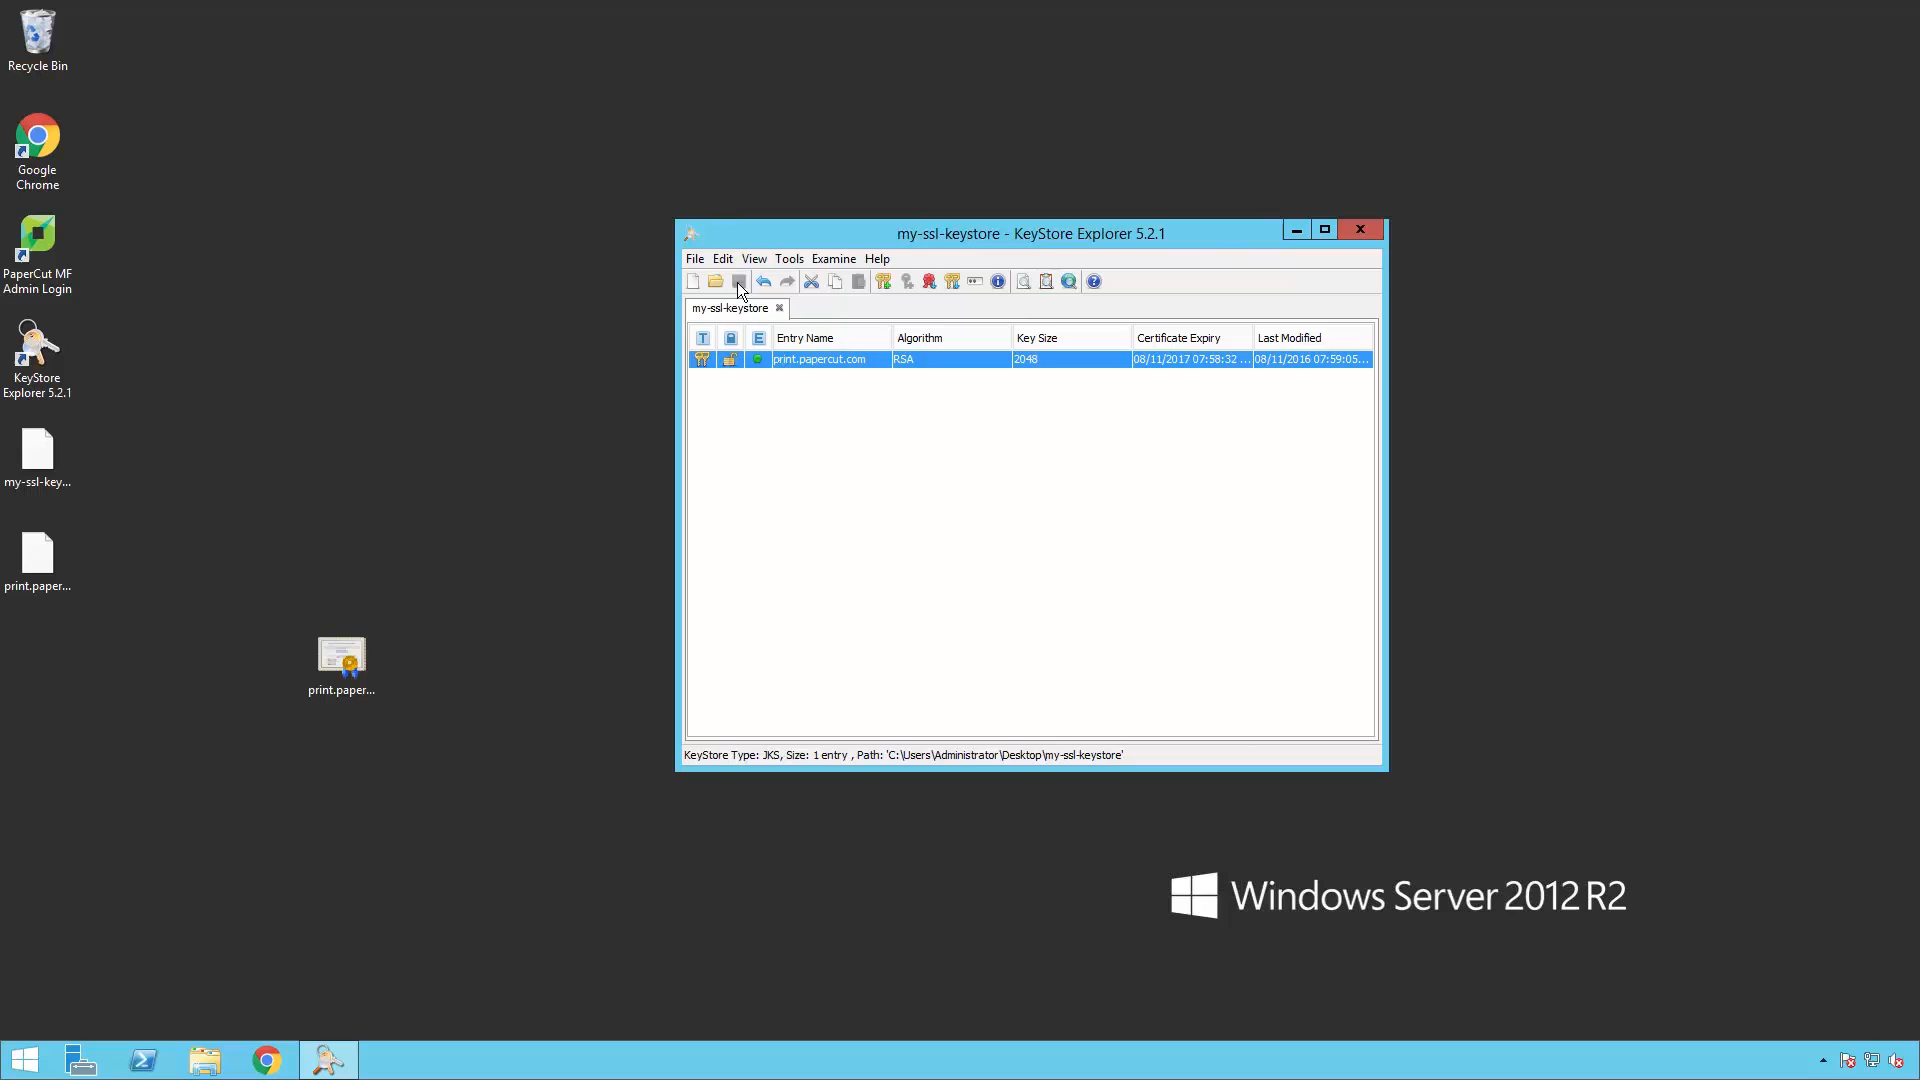 Recycle Bin
Google
Chrome
PaperCut MF
Admin Login
KeyStore
Explorer 5.2.1
my-ssl-key...
print.paper...
print.paper...
my-ssl-keystore - KeyStore Explorer 5.2.1
File Edit View Tools Examine Help
my-ssl-keystore
T E Entry Name Algorithm Key Size Certificate Expiry Last Modified
print.papercut.com RSA 2048 08/11/2017 07:58:32 ... 08/11/2016 07:59:05...
KeyStore Type: JKS, Size: 1 entry , Path: 'C:\Users\Administrator\Desktop\my-ssl-keystore'
Windows Server 2012 R2